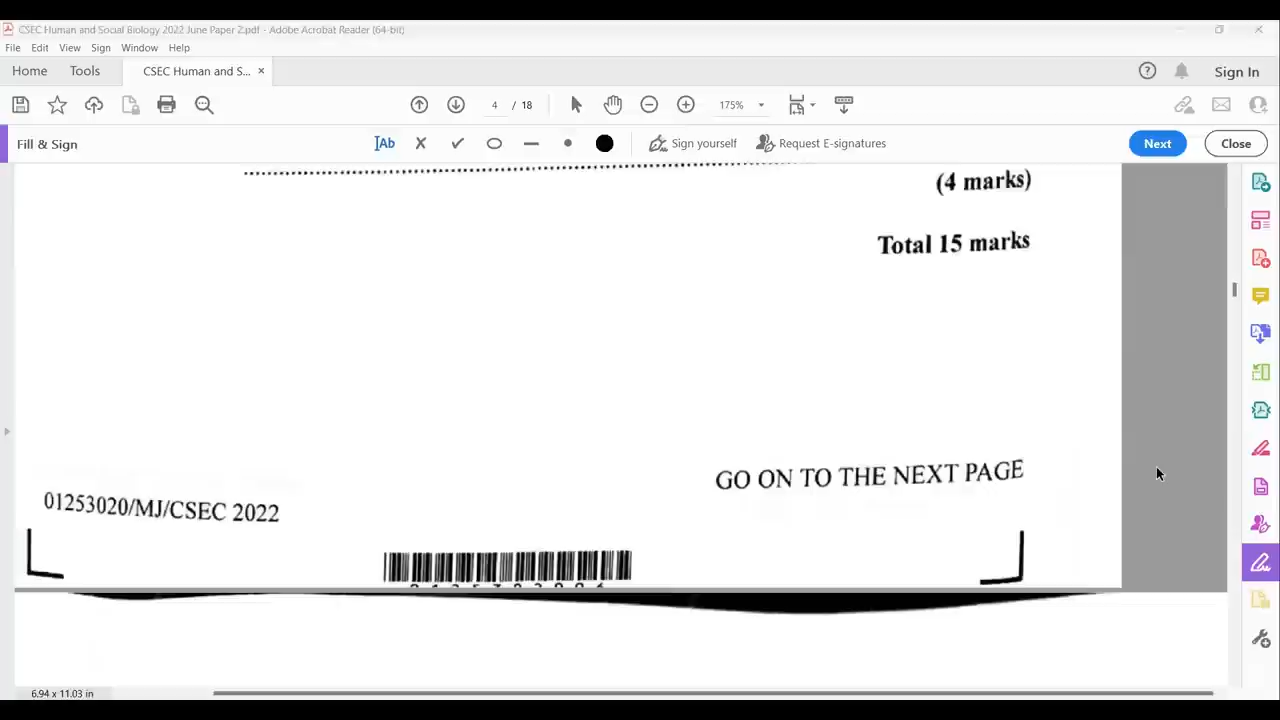 CSEC Human and Social Biology 2022 June Paper 2.pdf - Adobe Acrobat Reader (64-bit)
File Edit View Sign Window Help
Home Tools CSEC Human and S... × Sign In
4 / 18 175%
Fill & Sign Ab Sign yourself Request E-signatures Next Close
(4 marks)
Total 15 marks
GO ON TO THE NEXT PAGE
01253020/MJ/CSEC 2022
6.94 x 11.03 in